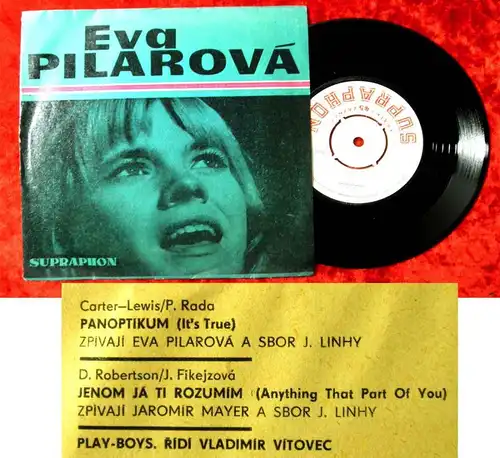 Eva
PILAROVÁ
SUPRAPHON
SUPRAPHON
Carter—Lewis/P. Rada
PANOPTIKUM (It's True)
ZPÍVAJÍ EVA PILAROVÁ A SBOR J. LINHY
D. Robertson/J. Fikejzová
JENOM JÁ TI ROZUMÍM (Anything That Part Of You)
ZPÍVAJÍ JAROMÍR MAYER A SBOR J. LINHY
PLAY-BOYS. ŘÍDÍ VLADIMÍR VÍTOVEC